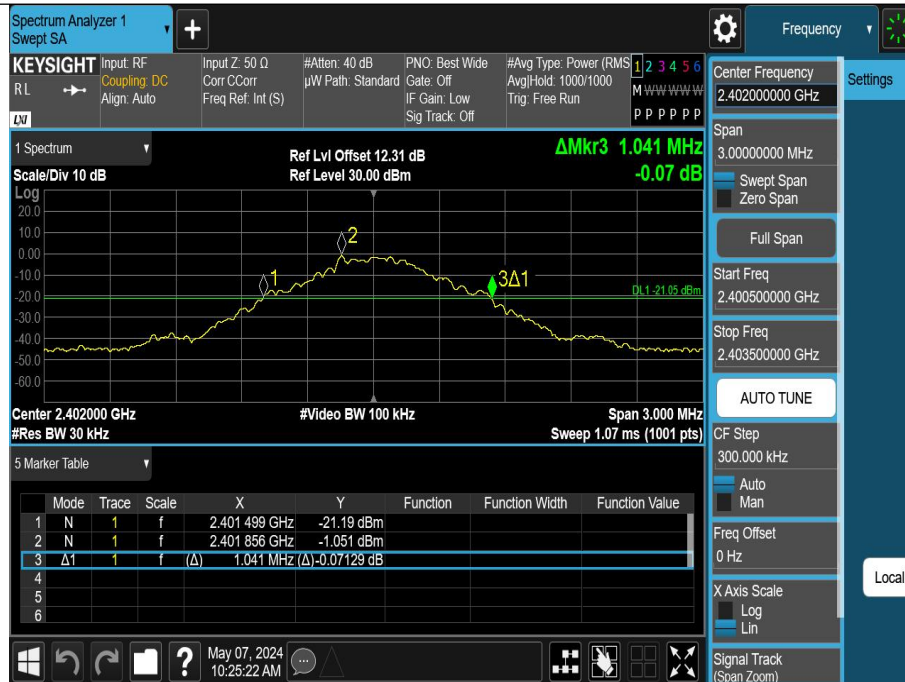 Spectrum Analyzer 1
Swept SA
+
Frequency
KEYSIGHT
RL
LXI
Input: RF
Coupling: DC
Align: Auto
Input Z: 50 Ω
Corr CCorr
Freq Ref: Int (S)
#Atten: 40 dB
µW Path: Standard
PNO: Best Wide
Gate: Off
IF Gain: Low
Sig Track: Off
#Avg Type: Power (RMS
Avg|Hold: 1000/1000
Trig: Free Run
1 2 3 4 5 6
M W W W W W
P P P P P P
1 Spectrum
Scale/Div 10 dB
Ref Lvl Offset 12.31 dB
Ref Level 30.00 dBm
ΔMkr3 1.041 MHz
-0.07 dB
Log
20.0
10.0
0.00
-10.0
-20.0
-30.0
-40.0
-50.0
-60.0
1
2
3Δ1
DL1 -21.05 dBm
Center 2.402000 GHz
#Video BW 100 kHz
Span 3.000 MHz
#Res BW 30 kHz
Sweep 1.07 ms (1001 pts)
5 Marker Table
Mode Trace Scale X Y Function Function Width Function Value
1 N 1 f 2.401 499 GHz -21.19 dBm
2 N 1 f 2.401 856 GHz -1.051 dBm
3 Δ1 1 f (Δ) 1.041 MHz (Δ) -0.07129 dB
4
5
6
?
May 07, 2024
10:25:22 AM
Center Frequency
2.402000000 GHz
Settings
Span
3.00000000 MHz
Swept Span
Zero Span
Full Span
Start Freq
2.400500000 GHz
Stop Freq
2.403500000 GHz
AUTO TUNE
CF Step
300.000 kHz
Auto
Man
Freq Offset
0 Hz
Local
X Axis Scale
Log
Lin
Signal Track
(Span Zoom)